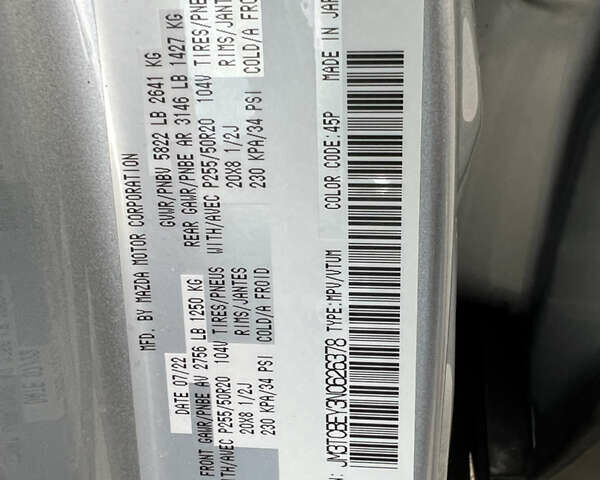 MFD. BY MAZDA MOTOR CORPORATION
DATE 07/22 GVWR/PNBV 5822 LB 2641 KG
FRONT GAWR/PNBE AV 2756 LB 1250 KG REAR GAWR/PNBE AR 3146 LB 1427 KG
WITH/AVEC P255/50R20 104V TIRES/PNEUS WITH/AVEC P255/50R20 104V TIRES/PNE
20X8 1/2J RIMS/JANTES 20X8 1/2J RIMS/JANTES
230 KPA/34 PSI COLD/A FROID 230 KPA/34 PSI COLD/A FROI
JM3TCBEY3N0626378 TYPE:MPV/VTUM COLOR CODE:45P MADE IN JAP